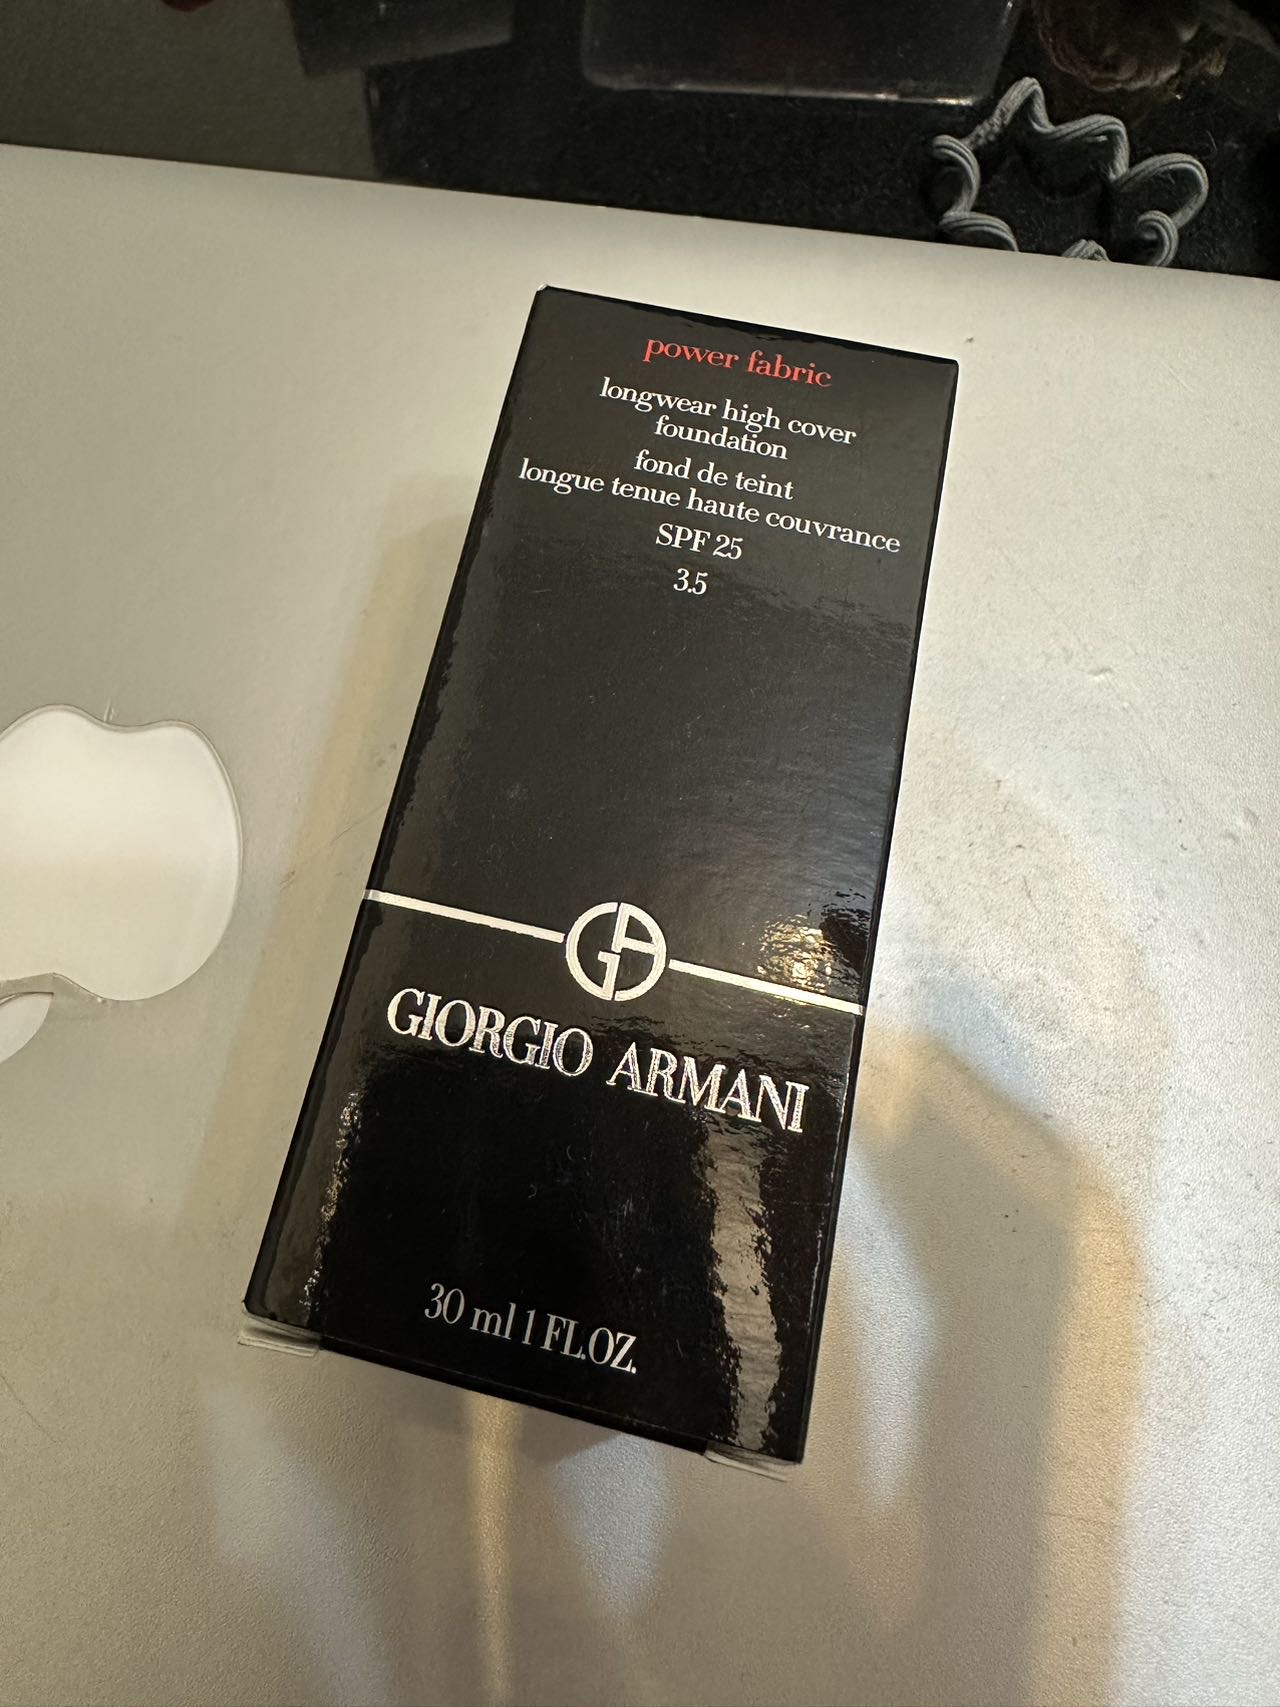 power fabric
longwear high cover
foundation
fond de teint
longue tenue haute couvrance
SPF 25
3.5
GA
GIORGIO ARMANI
30 ml 1 FL.OZ.